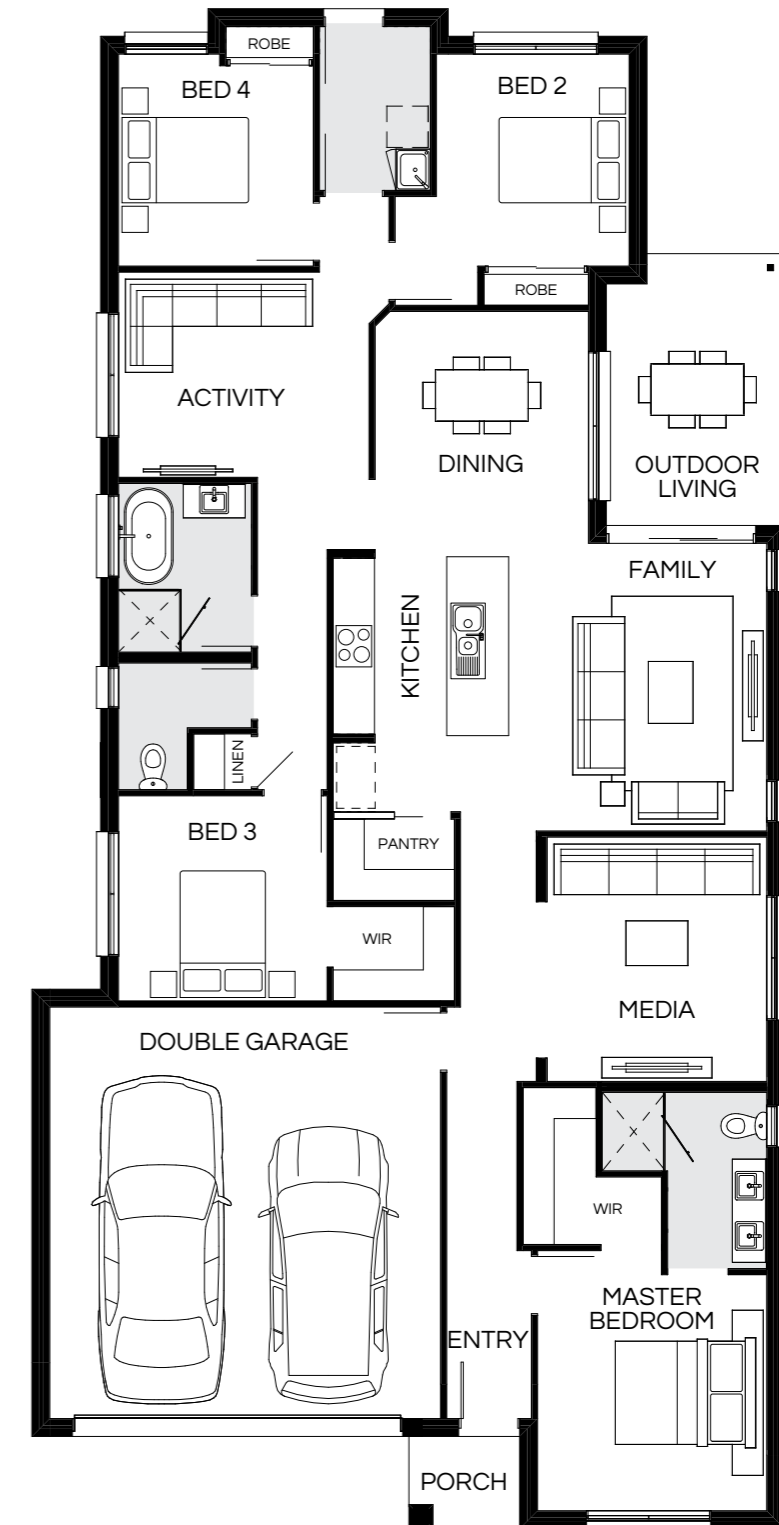 ROBE
BED 4
BED 2
ROBE
ACTIVITY
DINING
OUTDOOR
LIVING
FAMILY
KITCHEN
LINEN
BED 3
PANTRY
WIR
MEDIA
DOUBLE GARAGE
WIR
MASTER
BEDROOM
ENTRY
PORCH